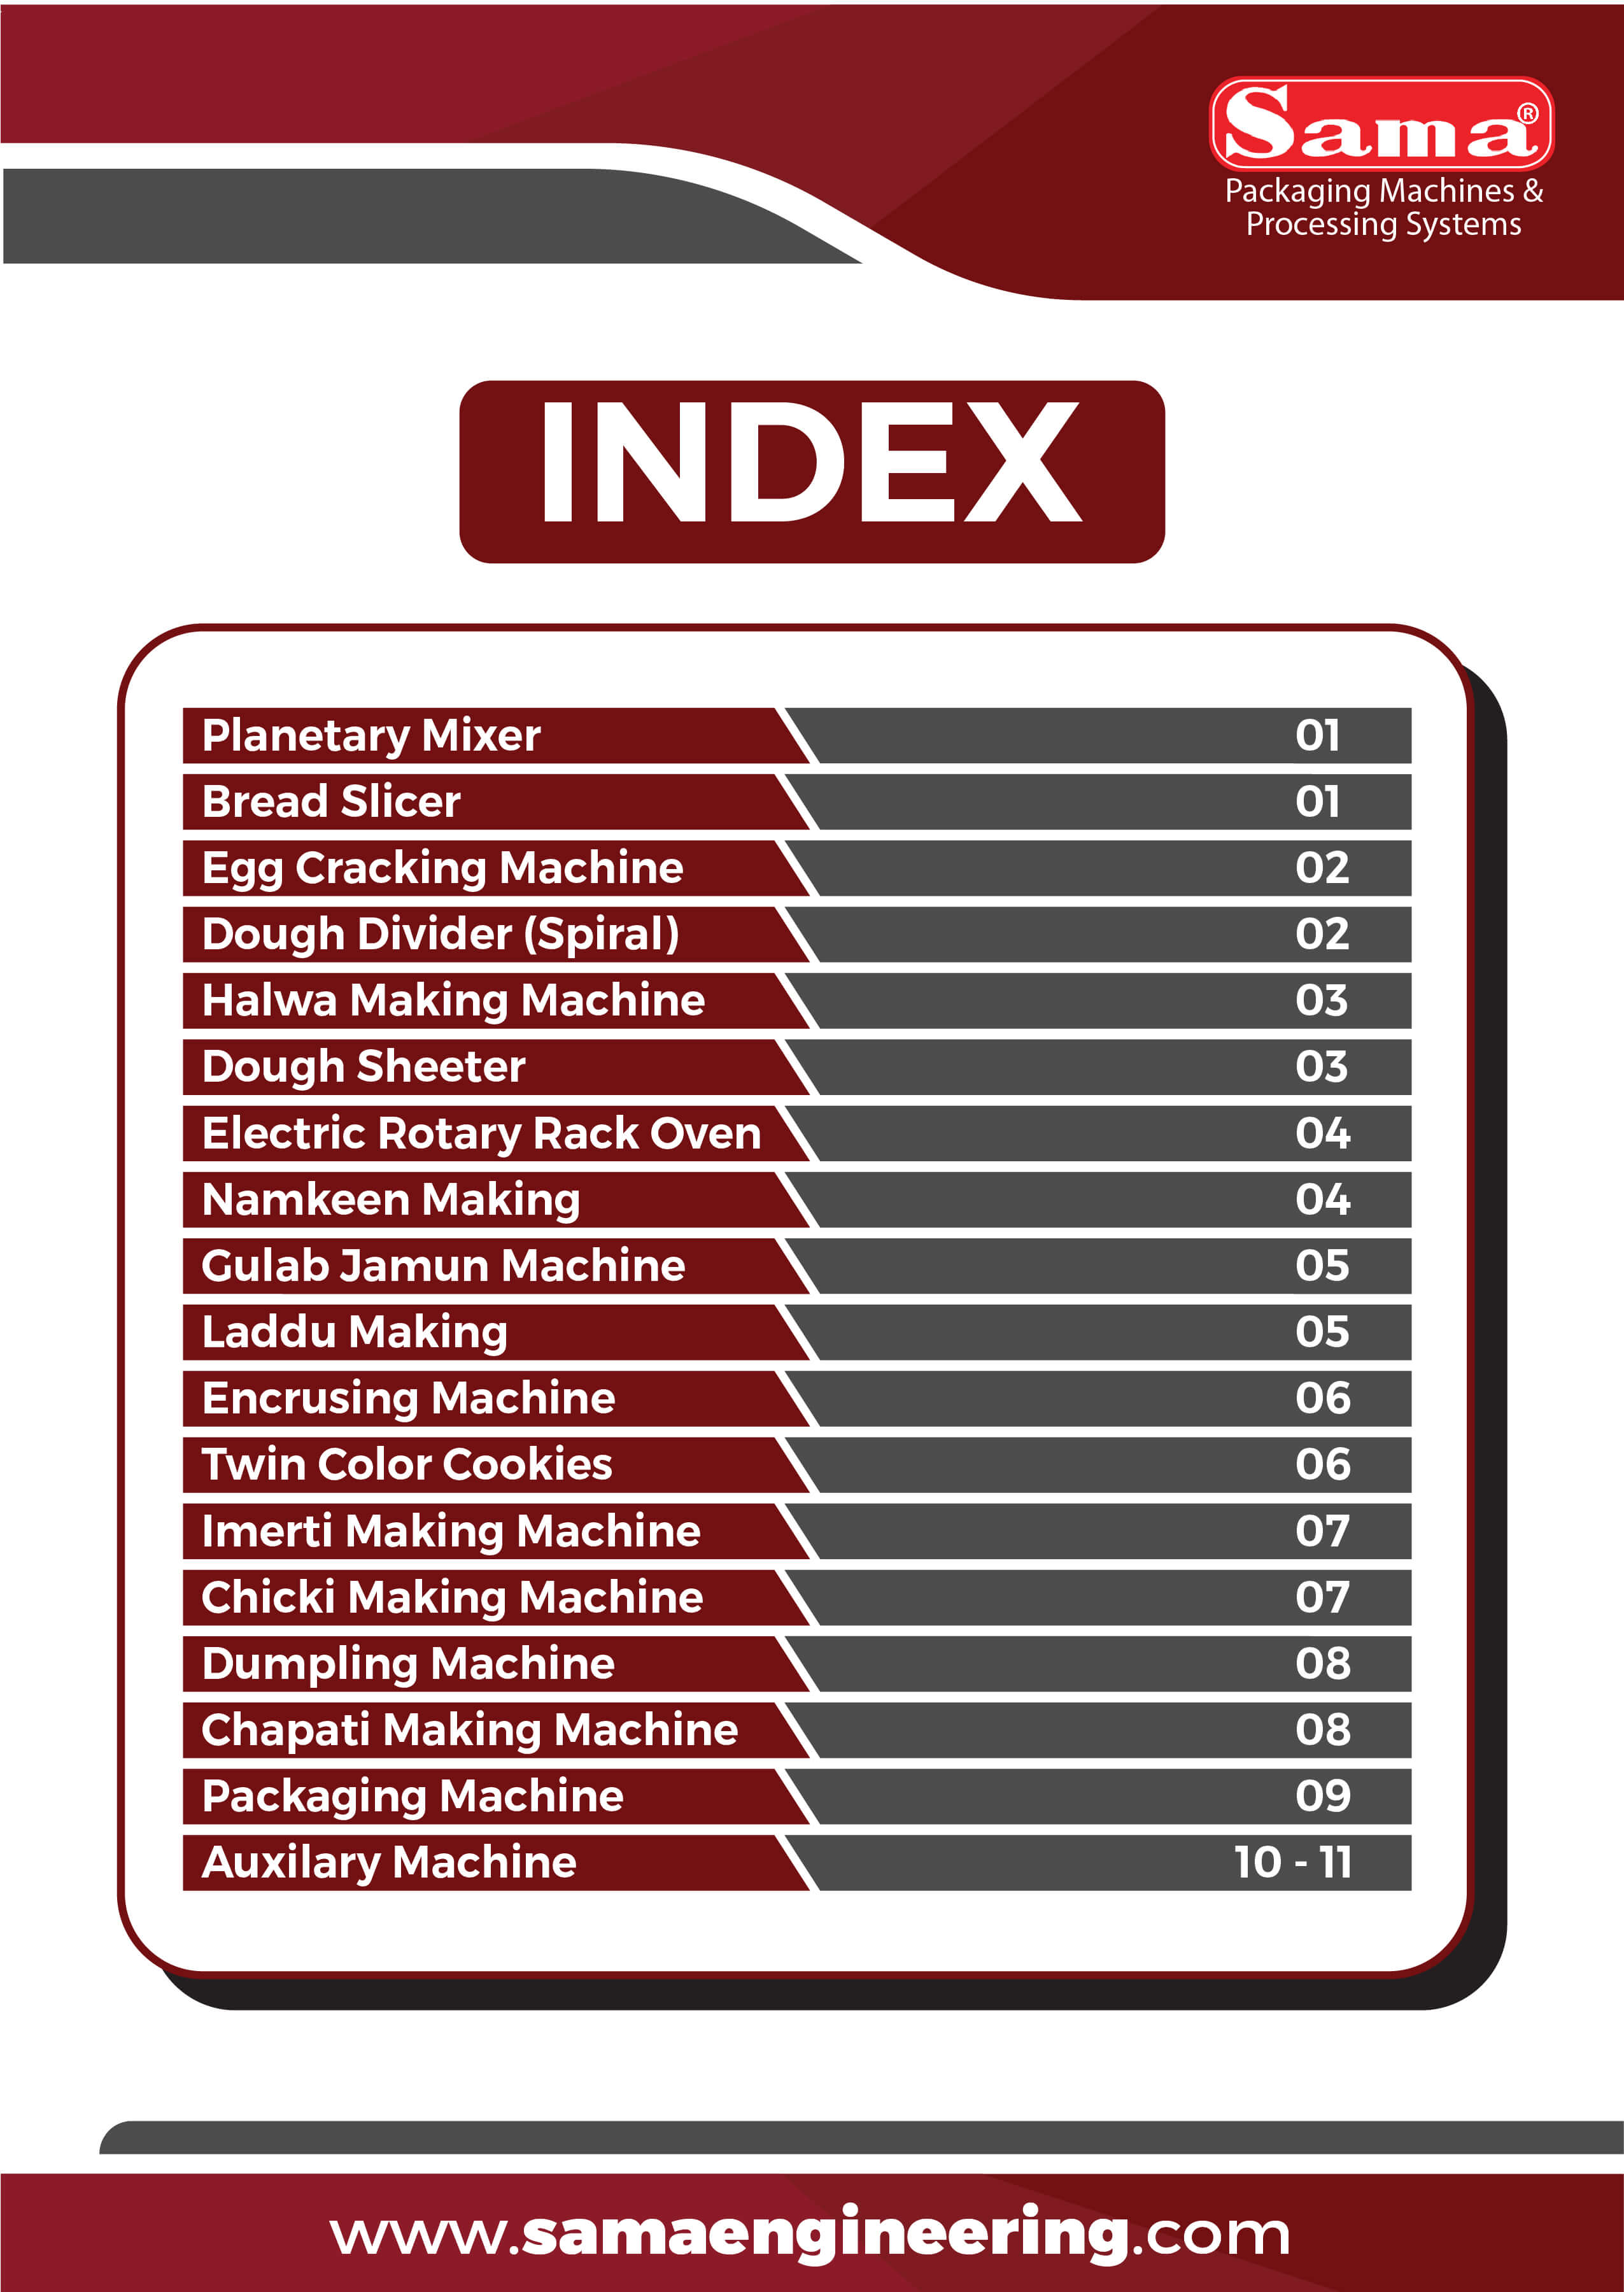 Sama®
Packaging Machines &
Processing Systems
INDEX
Planetary Mixer 01
Bread Slicer 01
Egg Cracking Machine 02
Dough Divider (Spiral) 02
Halwa Making Machine 03
Dough Sheeter 03
Electric Rotary Rack Oven 04
Namkeen Making 04
Gulab Jamun Machine 05
Laddu Making 05
Encrusing Machine 06
Twin Color Cookies 06
Imerti Making Machine 07
Chicki Making Machine 07
Dumpling Machine 08
Chapati Making Machine 08
Packaging Machine 09
Auxilary Machine 10 - 11
www.samaengineering.com